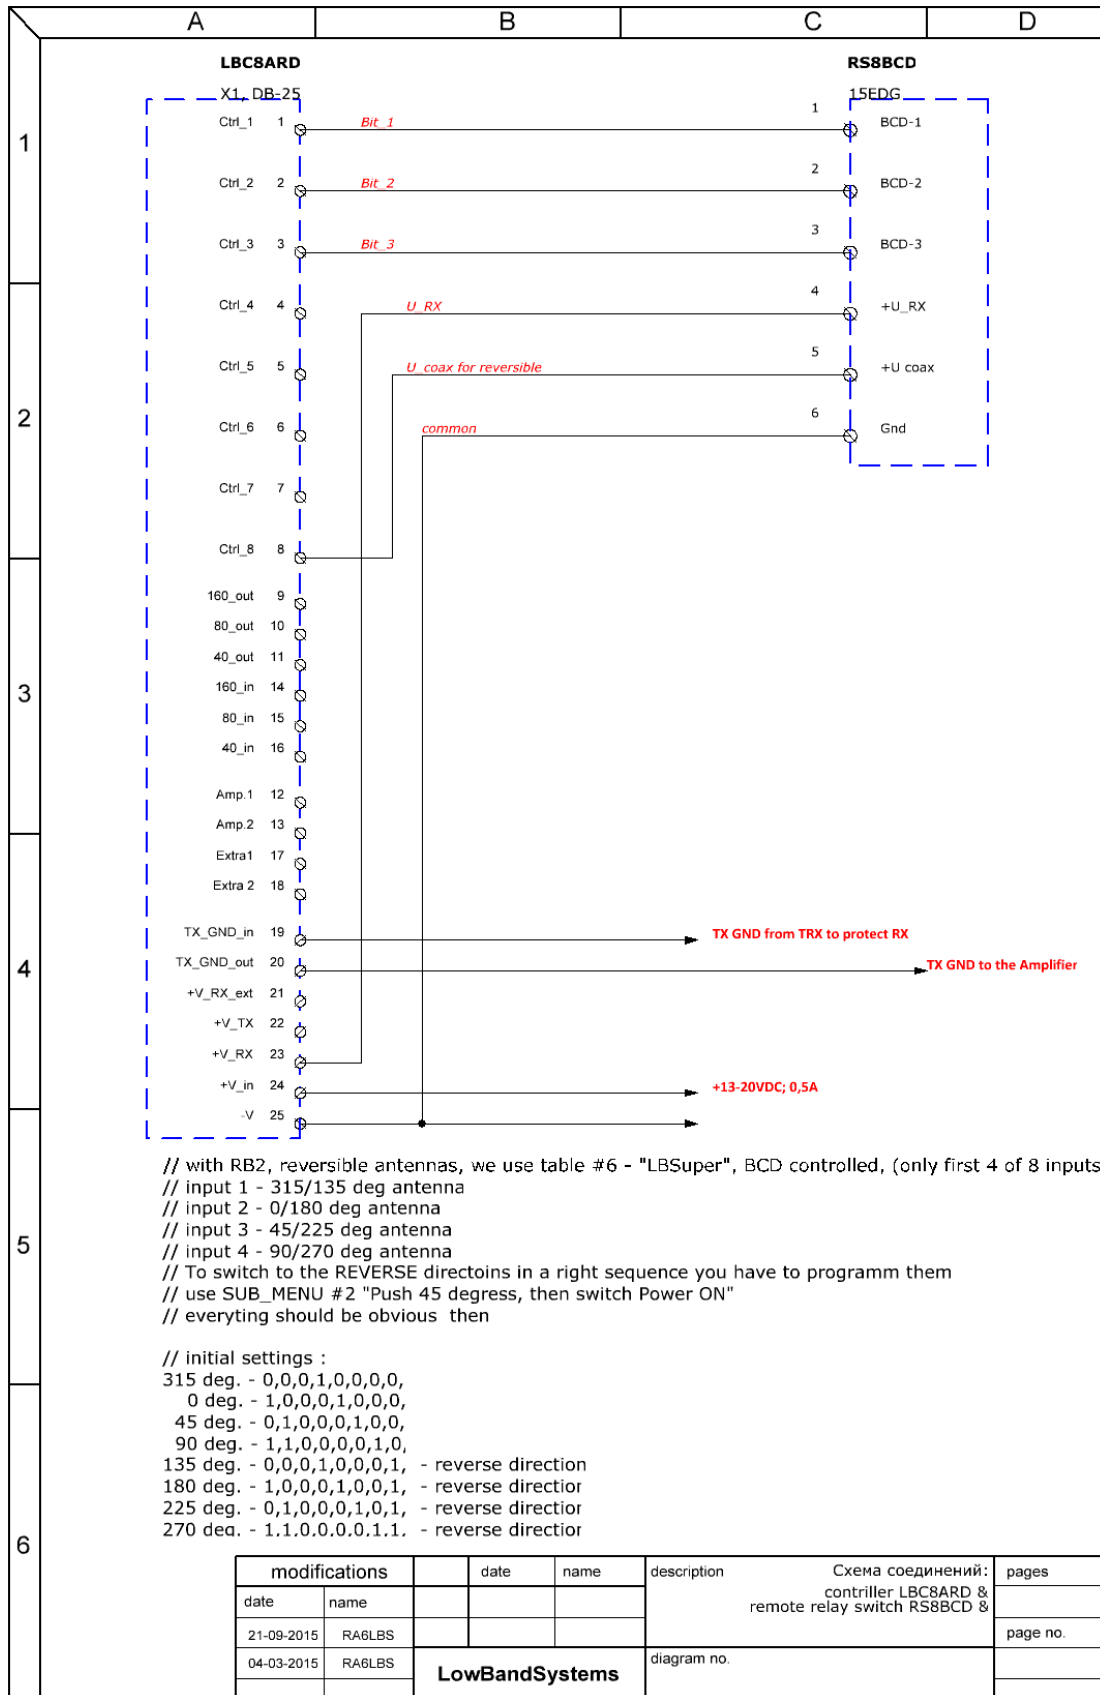 A B C D
LBC8ARD RS8BCD
X1, DB-25 15EDG
1
Ctrl_1 1 Bit_1 1 BCD-1
Ctrl_2 2 Bit_2 2 BCD-2
Ctrl_3 3 Bit_3 3 BCD-3
Ctrl_4 4 U_RX 4 +U_RX
Ctrl_5 5 U_coax for reversible 5 +U coax
2
Ctrl_6 6 common 6 Gnd
Ctrl_7 7
Ctrl_8 8
160_out 9
80_out 10
40_out 11
3
160_in 14
80_in 15
40_in 16
Amp.1 12
Amp.2 13
Extra1 17
Extra 2 18
TX_GND_in 19 TX GND from TRX to protect RX
4
TX_GND_out 20 TX GND to the Amplifier
+V_RX_ext 21
+V_TX 22
+V_RX 23
+V_in 24 +13-20VDC; 0,5A
-V 25
// with RB2, reversible antennas, we use table #6 - "LBSuper", BCD controlled, (only first 4 of 8 inputs
// input 1 - 315/135 deg antenna
// input 2 - 0/180 deg antenna
// input 3 - 45/225 deg antenna
5
// input 4 - 90/270 deg antenna
// To switch to the REVERSE directoins in a right sequence you have to programm them
// use SUB_MENU #2 "Push 45 degress, then switch Power ON"
// everyting should be obvious then
// initial settings :
315 deg. - 0,0,0,1,0,0,0,0,
0 deg. - 1,0,0,0,1,0,0,0,
45 deg. - 0,1,0,0,0,1,0,0,
90 deg. - 1,1,0,0,0,0,1,0,
135 deg. - 0,0,0,1,0,0,0,1, - reverse direction
180 deg. - 1,0,0,0,1,0,0,1, - reverse direction
225 deg. - 0,1,0,0,0,1,0,1, - reverse direction
270 deg. - 1,1,0,0,0,0,1,1, - reverse direction
6
modifications date name description Схема соединений: pages
date name contriller LBC8ARD &
remote relay switch RS8BCD &
21-09-2015 RA6LBS page no.
04-03-2015 RA6LBS LowBandSystems diagram no.